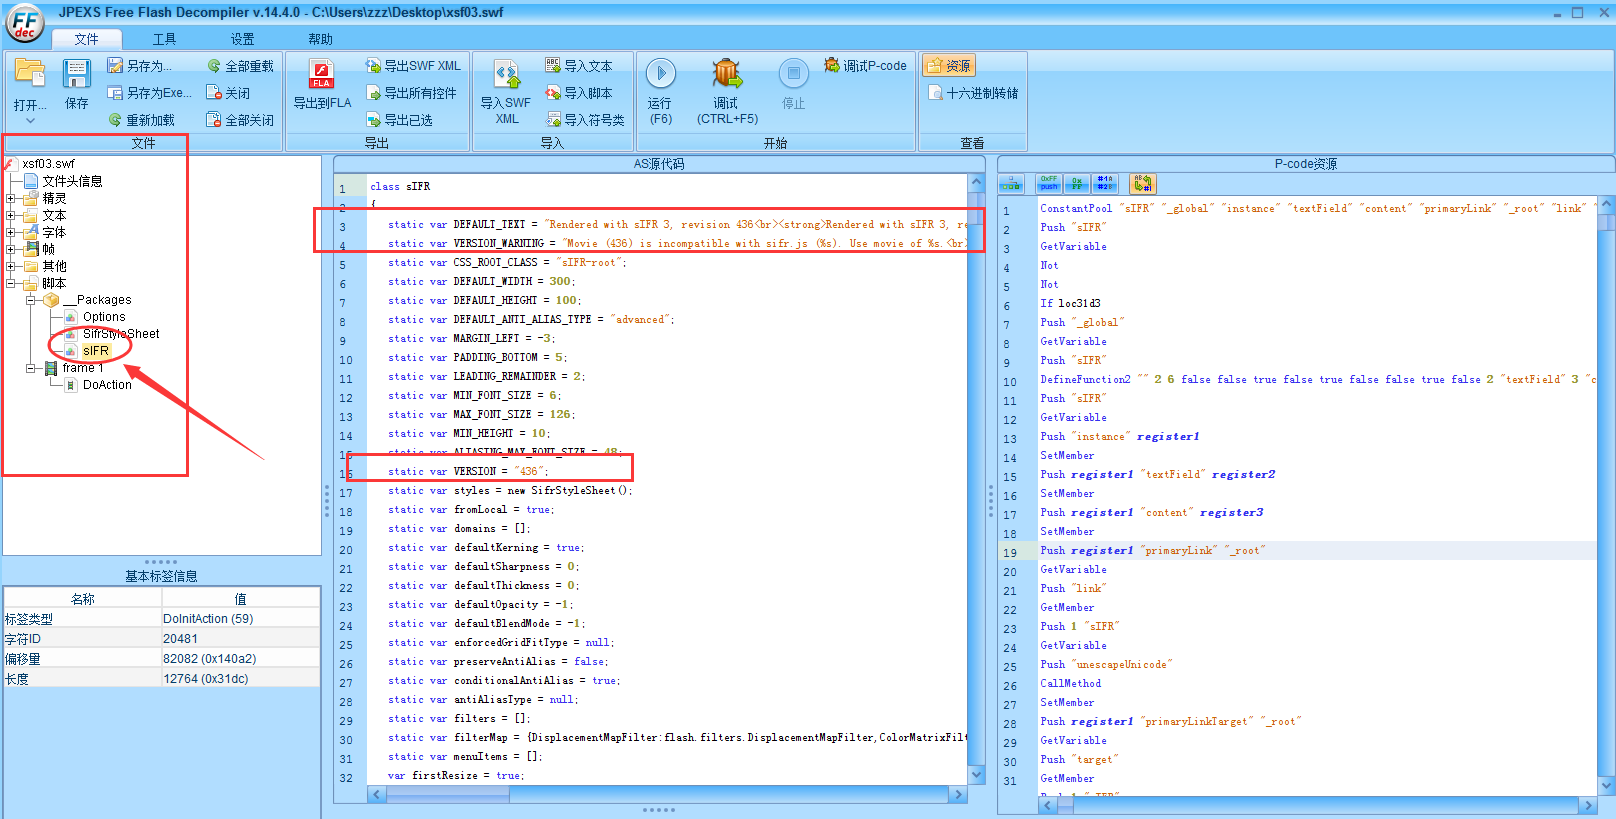 JPEXS Free Flash Decompiler v.14.4.0 - C:\Users\zzz\Desktop\xsf03.swf
FF
dec
文件
工具
设置
帮助
打开...
保存
另存为...
另存为Exe...
重新加载
全部重载
关闭
全部关闭
文件
FLA
导出到FLA
导出SWF XML
导出所有控件
导出已选
导出
导入SWF
XML
导入文本
导入脚本
导入符号类
导入
运行
(F6)
调试
(CTRL+F5)
停止
调试P-code
开始
资源
十六进制转储
查看
xsf03.swf
文件头信息
精灵
文本
字体
帧
其他
脚本
__Packages
Options
SifrStyleSheet
sIFR
frame 1
DoAction
基本标签信息
名称 值
标签类型 DoInitAction (59)
字符ID 20481
偏移量 82082 (0x140a2)
长度 12764 (0x31dc)
AS源代码
1 class sIFR
2 {
3 static var DEFAULT_TEXT = "Rendered with sIFR 3, revision 436<br><strong>Rendered with sIFR 3, re
4 static var VERSION_WARNING = "Movie (436) is incompatible with sifr.js (%s). Use movie of %s.<br>
5 static var CSS_ROOT_CLASS = "sIFR-root";
6 static var DEFAULT_WIDTH = 300;
7 static var DEFAULT_HEIGHT = 100;
8 static var DEFAULT_ANTI_ALIAS_TYPE = "advanced";
9 static var MARGIN_LEFT = -3;
10 static var PADDING_BOTTOM = 5;
11 static var LEADING_REMAINDER = 2;
12 static var MIN_FONT_SIZE = 6;
13 static var MAX_FONT_SIZE = 126;
14 static var MIN_HEIGHT = 10;
15 static var ALIASING_MAX_FONT_SIZE = 48;
16 static var VERSION = "436";
17 static var styles = new SifrStyleSheet();
18 static var fromLocal = true;
19 static var domains = [];
20 static var defaultKerning = true;
21 static var defaultSharpness = 0;
22 static var defaultThickness = 0;
23 static var defaultOpacity = -1;
24 static var defaultBlendMode = -1;
25 static var enforcedGridFitType = null;
26 static var preserveAntiAlias = false;
27 static var conditionalAntiAlias = true;
28 static var antiAliasType = null;
29 static var filters = [];
30 static var filterMap = {DisplacementMapFilter:flash.filters.DisplacementMapFilter,ColorMatrixFilt
31 static var menuItems = [];
32 var firstResize = true;
P-code资源
1 ConstantPool "sIFR" "_global" "instance" "textField" "content" "primaryLink" "_root" "link" "
2 Push "sIFR"
3 GetVariable
4 Not
5 Not
6 If loc31d3
7 Push "_global"
8 GetVariable
9 Push "sIFR"
10 DefineFunction2 "" 2 6 false false true false true false false true false 2 "textField" 3 "c
11 Push "sIFR"
12 GetVariable
13 Push "instance" register1
14 SetMember
15 Push register1 "textField" register2
16 SetMember
17 Push register1 "content" register3
18 SetMember
19 Push register1 "primaryLink" "_root"
20 GetVariable
21 Push "link"
22 GetMember
23 Push 1 "sIFR"
24 GetVariable
25 Push "unescapeUnicode"
26 CallMethod
27 SetMember
28 Push register1 "primaryLinkTarget" "_root"
29 GetVariable
30 Push "target"
31 GetMember
Push 1 "sIFR"